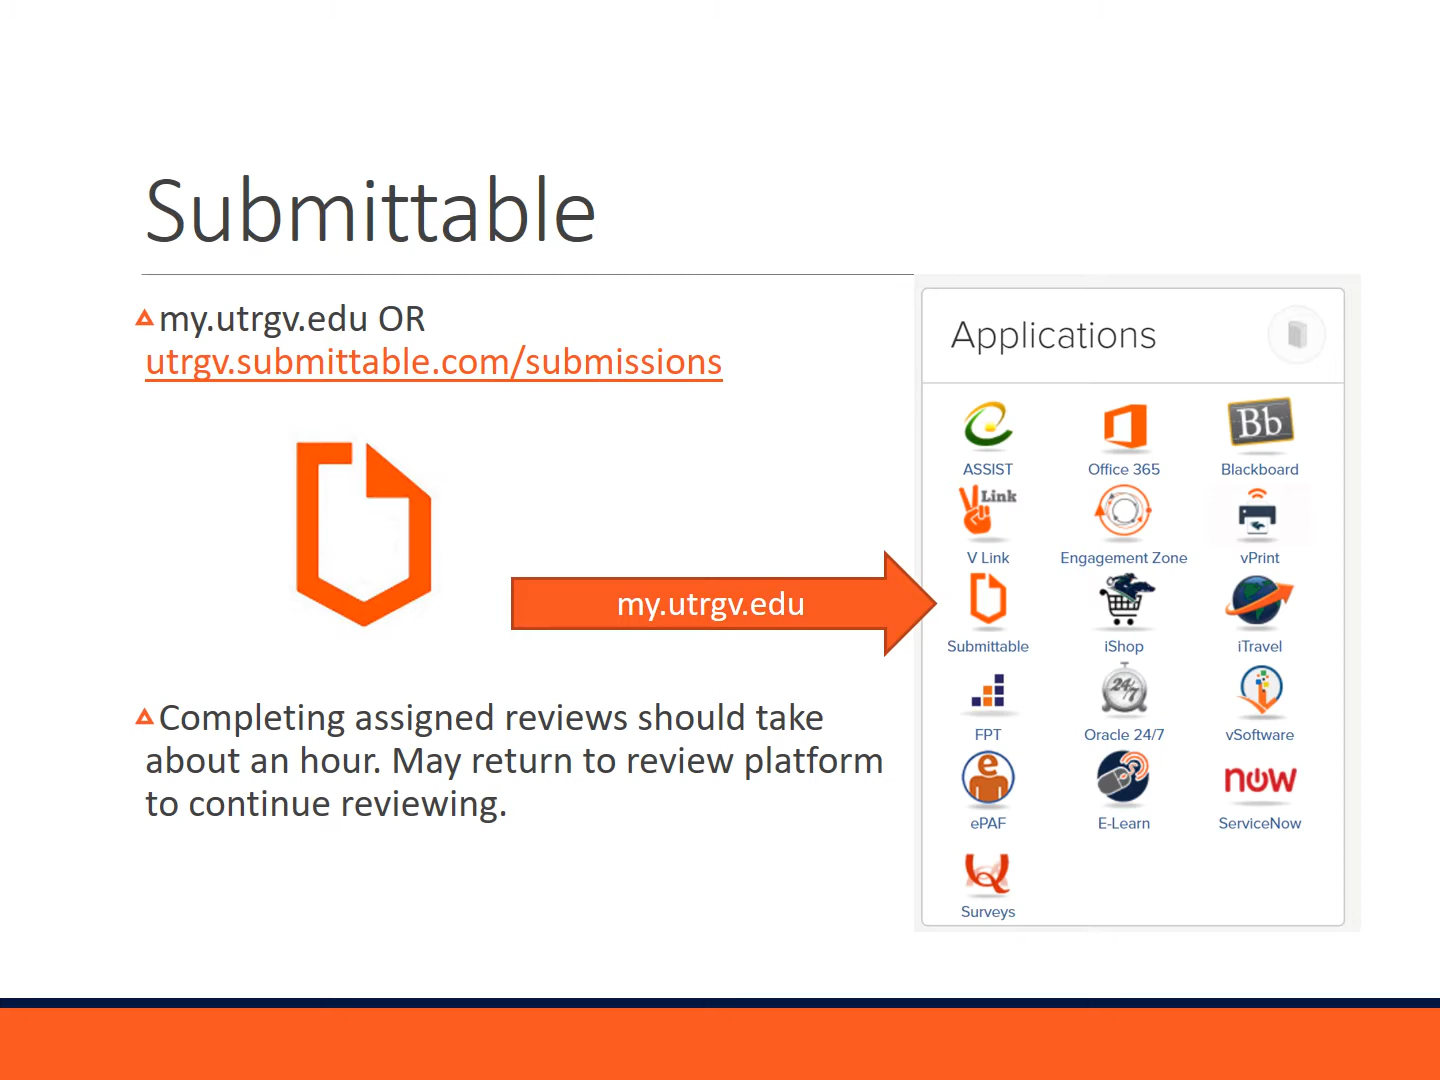 Submittable
my.utrgv.edu OR
utrgv.submittable.com/submissions
my.utrgv.edu
Completing assigned reviews should take
about an hour. May return to review platform
to continue reviewing.
Applications
Bb
ASSIST Office 365 Blackboard
Link
V Link Engagement Zone vPrint
Submittable iShop iTravel
24/7
FPT Oracle 24/7 vSoftware
e
now
ePAF E-Learn ServiceNow
Surveys